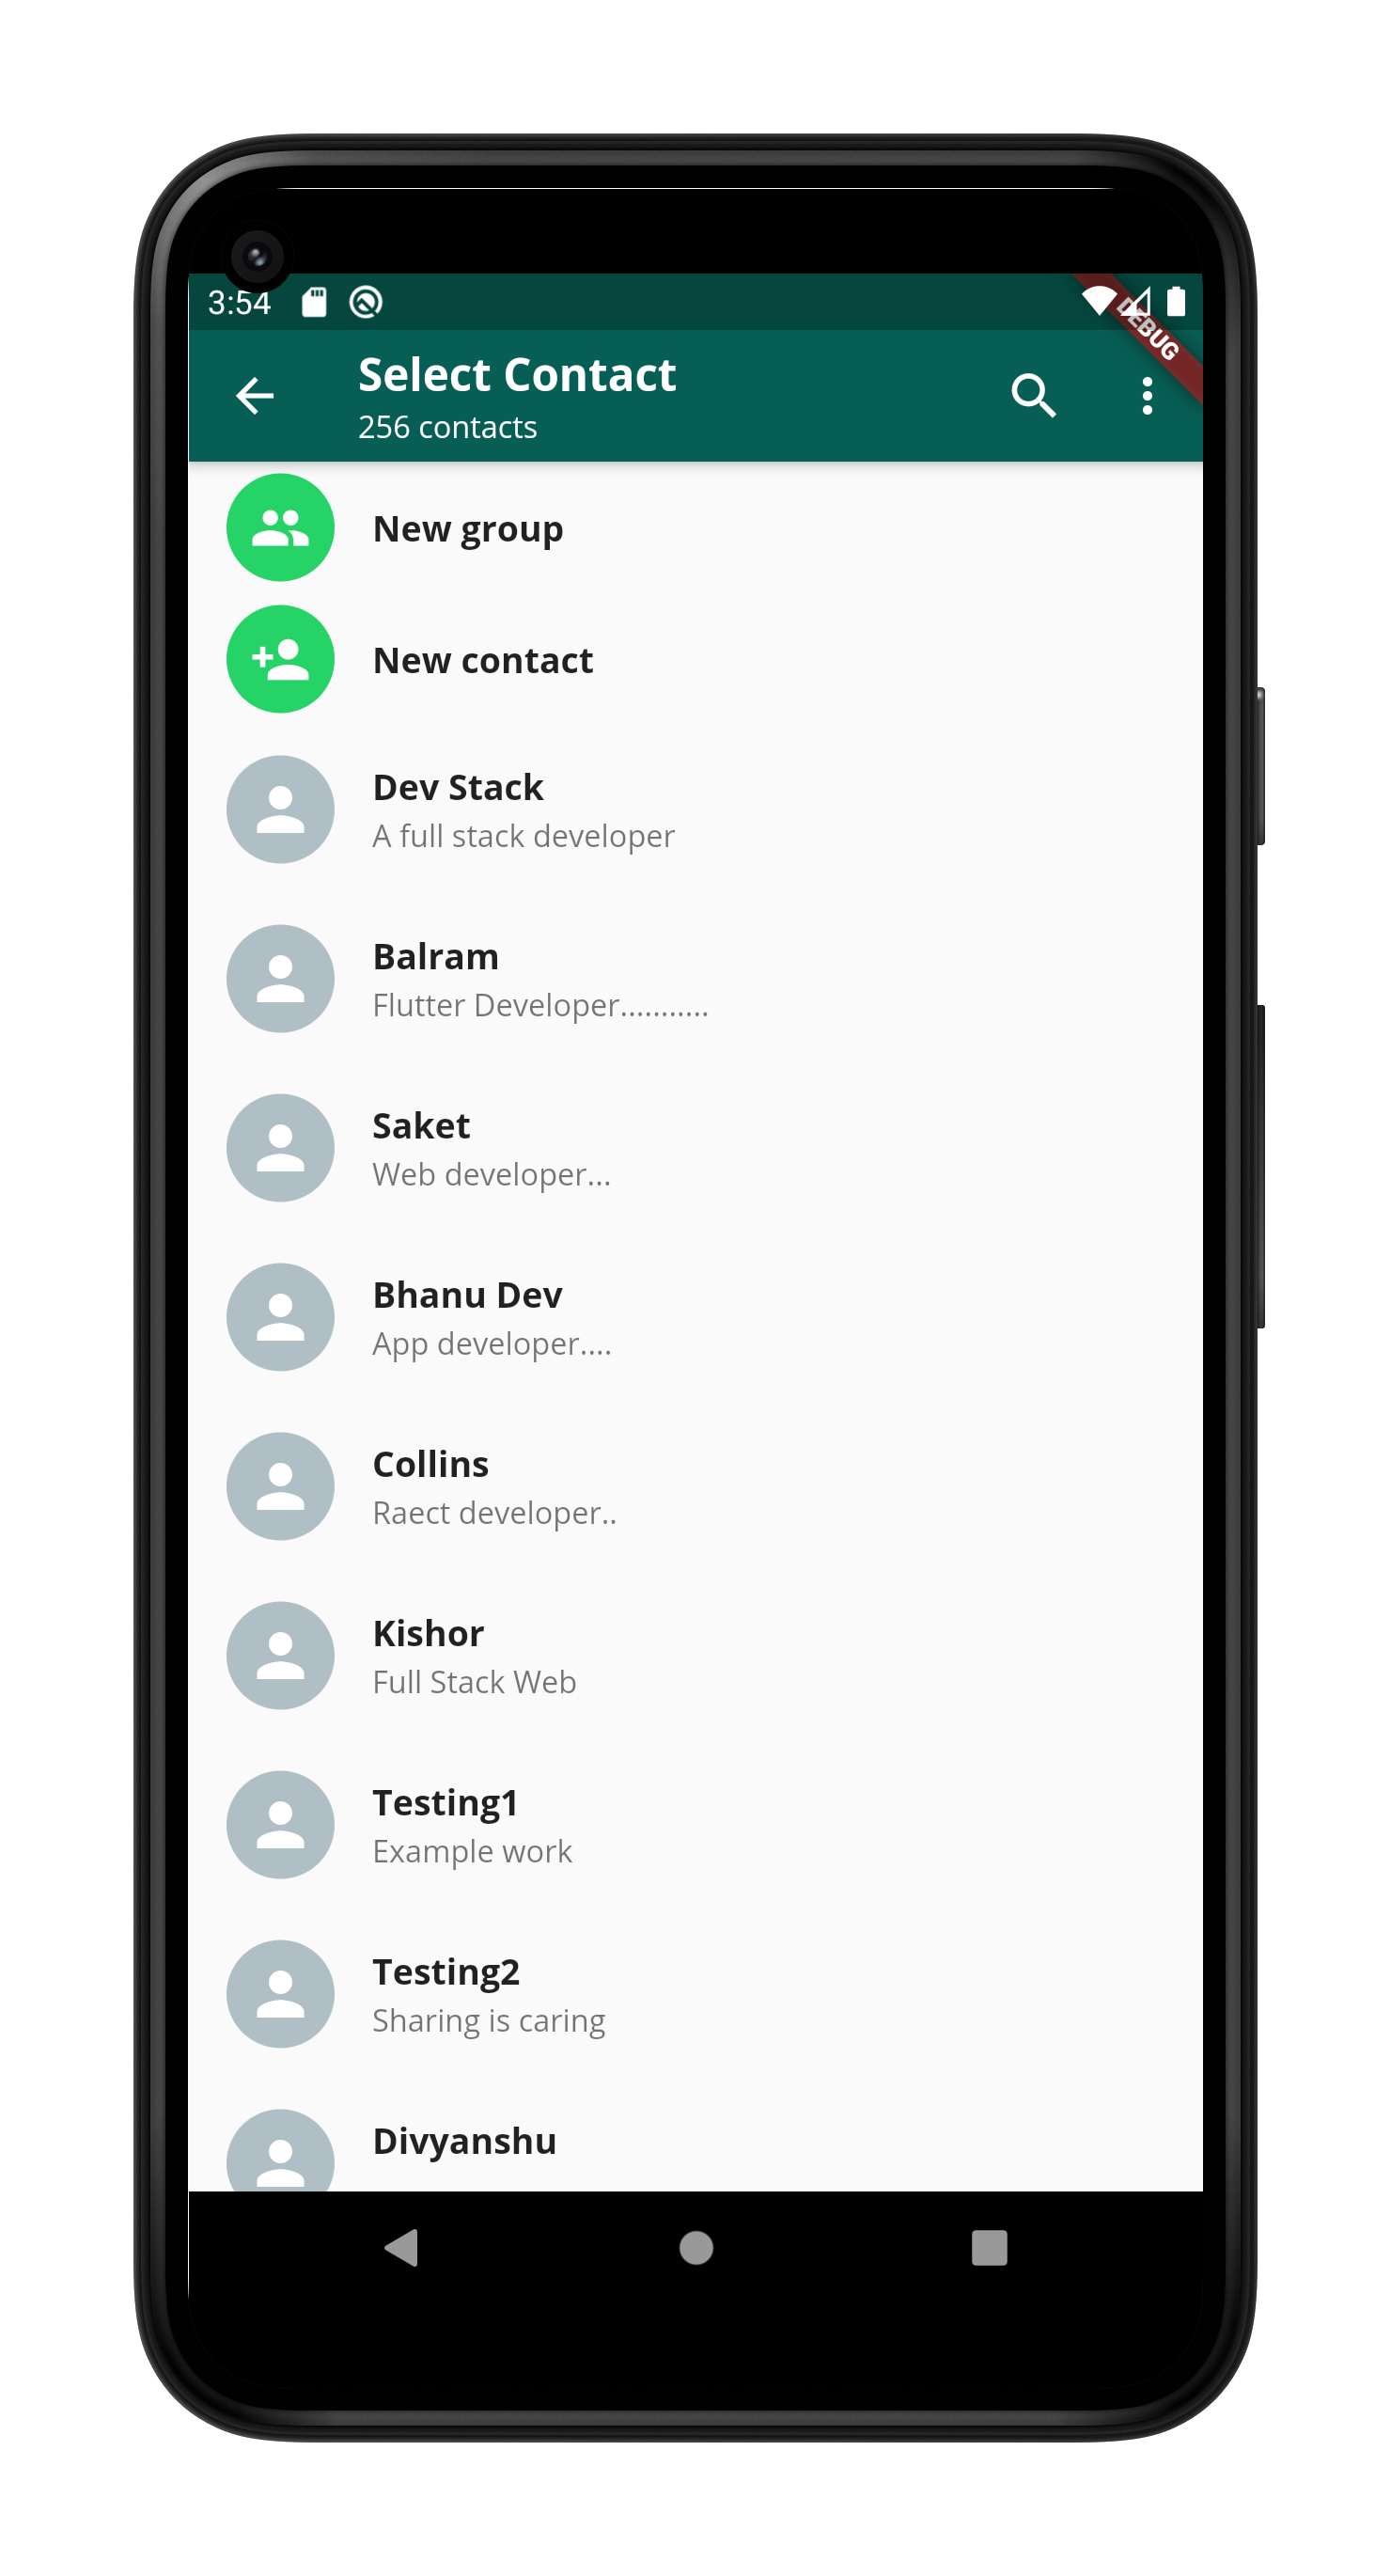 3:54
DEBUG
Select Contact
256 contacts
New group
New contact
Dev Stack
A full stack developer
Balram
Flutter Developer...........
Saket
Web developer...
Bhanu Dev
App developer....
Collins
Raect developer..
Kishor
Full Stack Web
Testing1
Example work
Testing2
Sharing is caring
Divyanshu